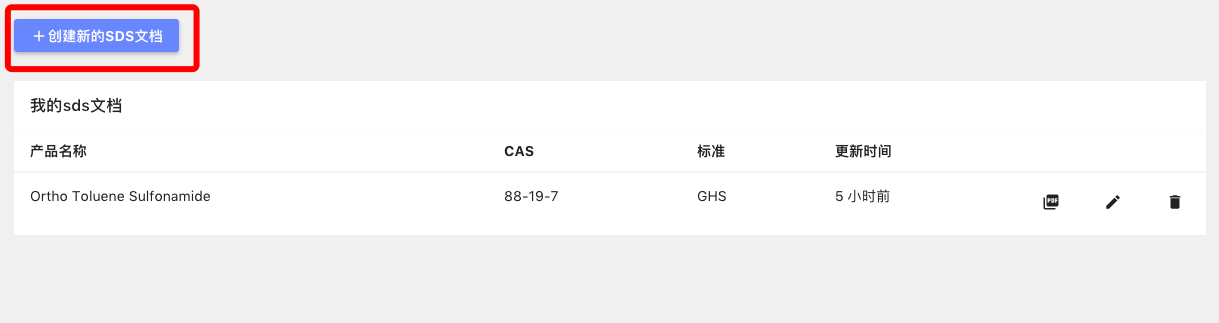 + 创建新的SDS文档
我的sds文档
产品名称 CAS 标准 更新时间
Ortho Toluene Sulfonamide 88-19-7 GHS 5 小时前 PDF